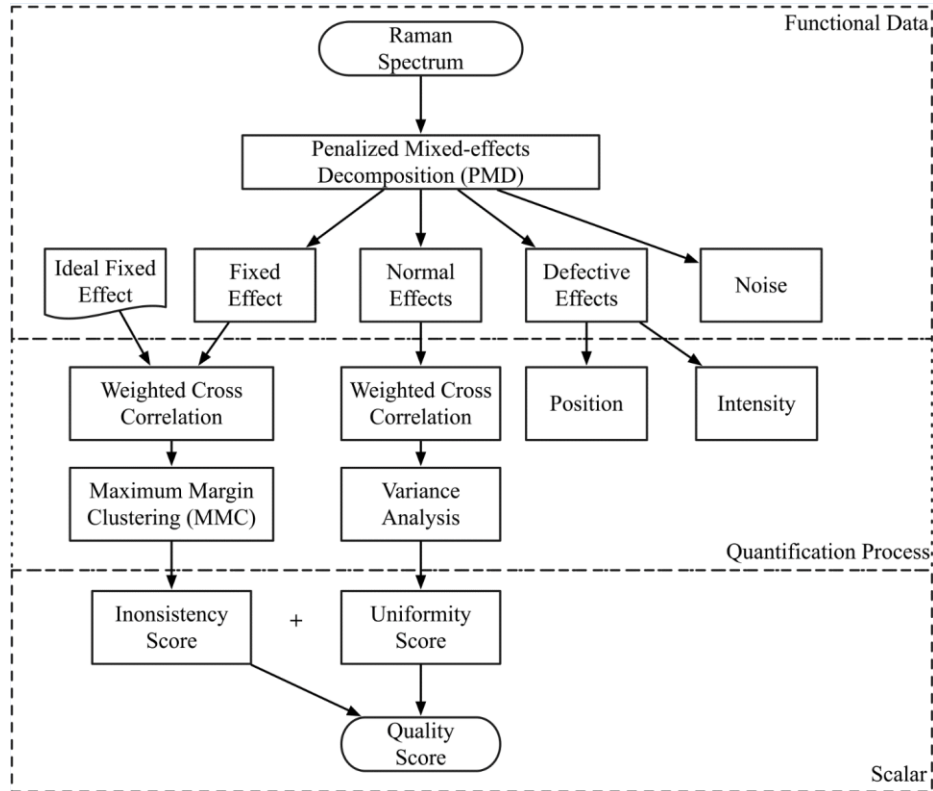 Functional Data
Raman
Spectrum
Penalized Mixed-effects
Decomposition (PMD)
Ideal Fixed
Effect
Fixed
Effect
Normal
Effects
Defective
Effects
Noise
Weighted Cross
Correlation
Weighted Cross
Correlation
Position
Intensity
Maximum Margin
Clustering (MMC)
Variance
Analysis
Quantification Process
Inonsistency
Score
+
Uniformity
Score
Quality
Score
Scalar